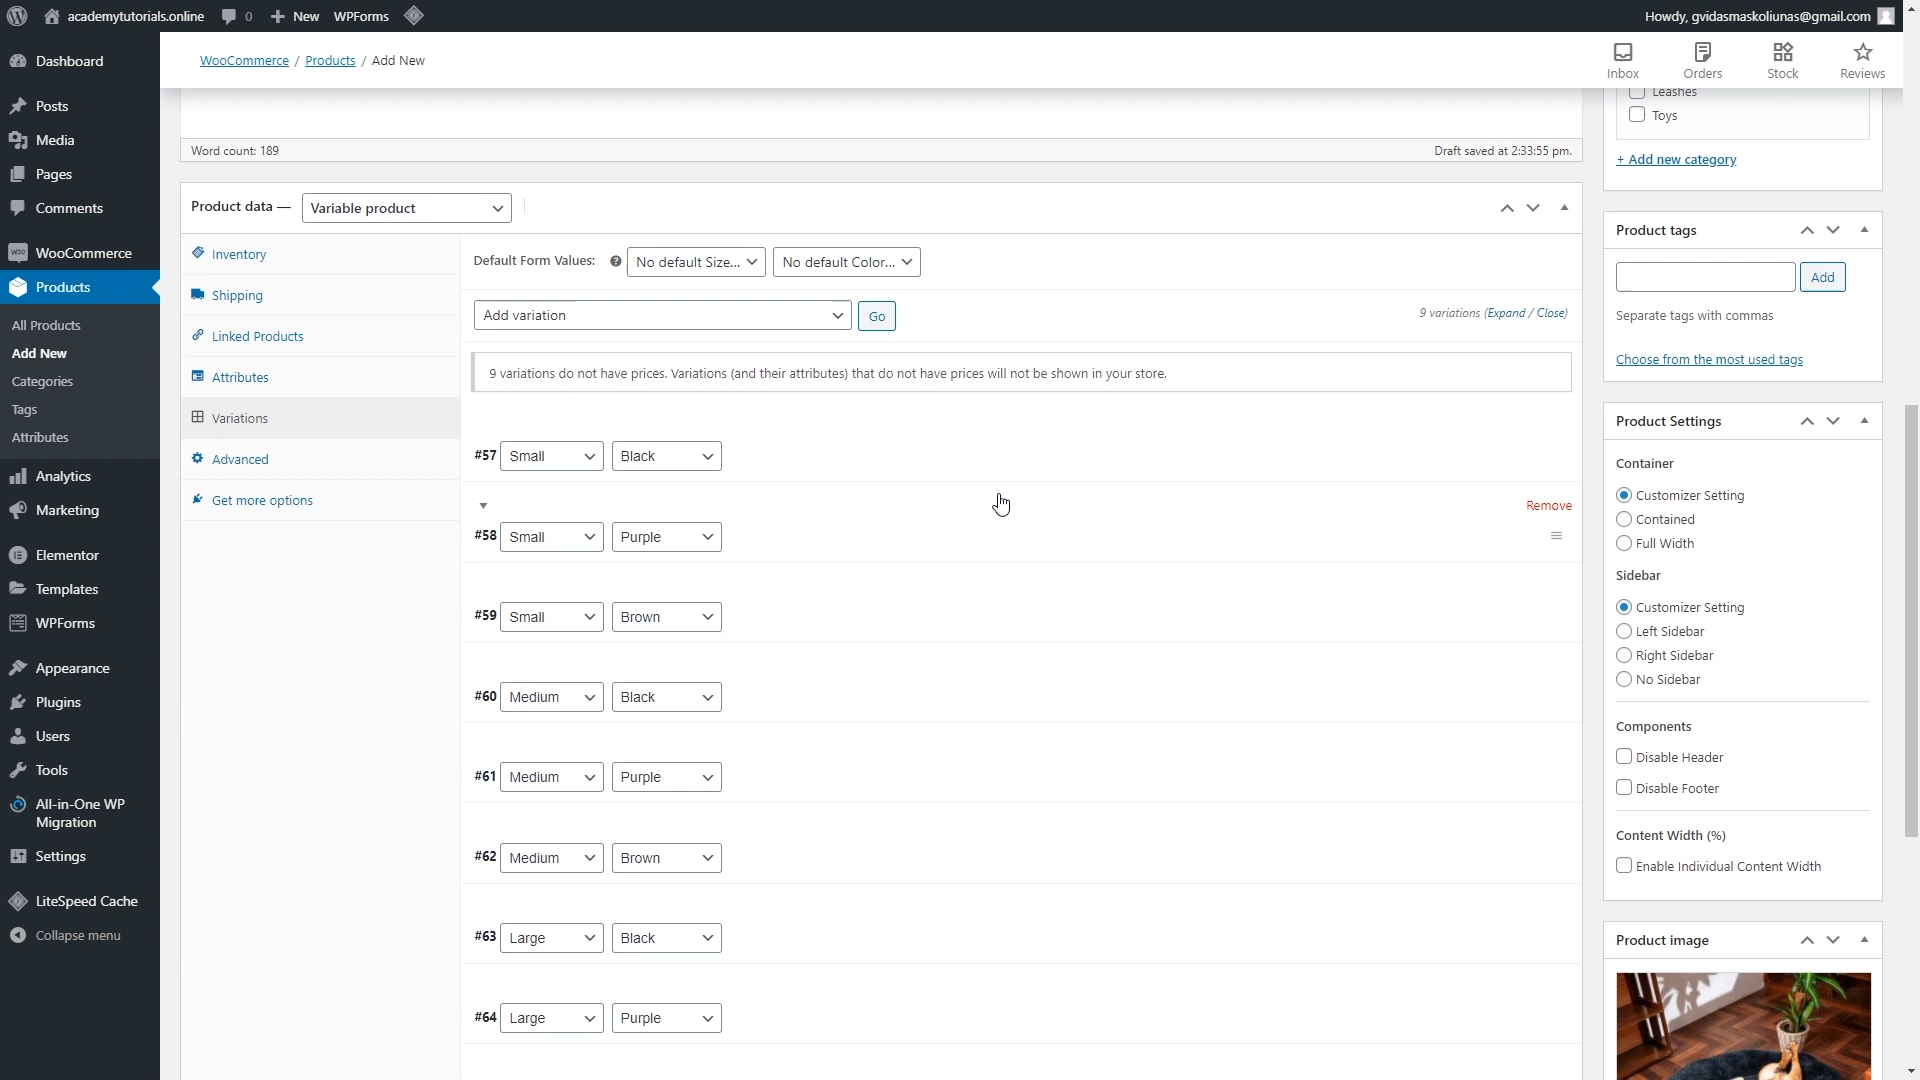 academytutorials.online
0
New
WPForms
Howdy, gvidasmaskoliunas@gmail.com
Dashboard
Posts
Media
Pages
Comments
WooCommerce
Products
All Products
Add New
Categories
Tags
Attributes
Analytics
Marketing
Elementor
Templates
WPForms
Appearance
Plugins
Users
Tools
All-in-One WP
Migration
Settings
LiteSpeed Cache
Collapse menu
WooCommerce / Products / Add New
Inbox
Orders
Stock
Reviews
Word count: 189
Draft saved at 2:33:55 pm.
Product data —
Variable product
Inventory
Shipping
Linked Products
Attributes
Variations
Advanced
Get more options
Default Form Values:
No default Size...
No default Color...
Add variation
Go
9 variations (Expand / Close)
9 variations do not have prices. Variations (and their attributes) that do not have prices will not be shown in your store.
#57 Small Black
Remove
#58 Small Purple
#59 Small Brown
#60 Medium Black
#61 Medium Purple
#62 Medium Brown
#63 Large Black
#64 Large Purple
Leashes
Toys
+ Add new category
Product tags
Add
Separate tags with commas
Choose from the most used tags
Product Settings
Container
Customizer Setting
Contained
Full Width
Sidebar
Customizer Setting
Left Sidebar
Right Sidebar
No Sidebar
Components
Disable Header
Disable Footer
Content Width (%)
Enable Individual Content Width
Product image